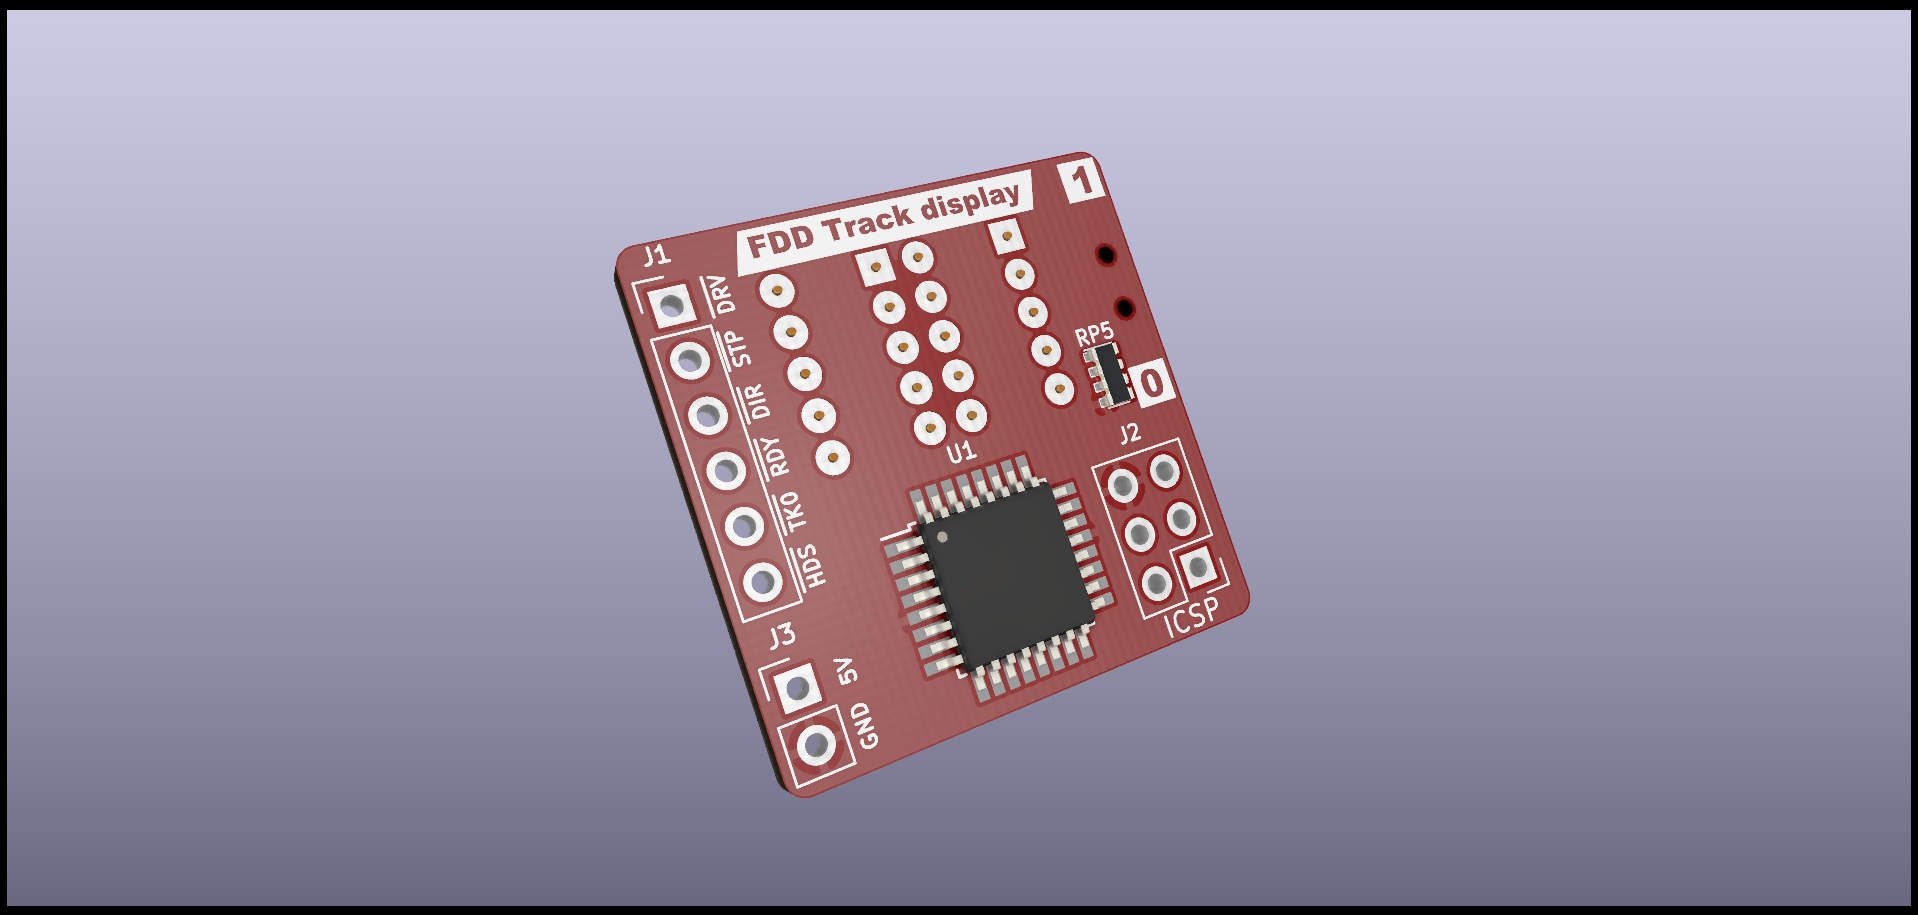 FDD Track display
1
J1
DRV
STP
DIR
RDY
TK0
HDS
RP5
0
U1
J2
ICSP
J3
5V
GND